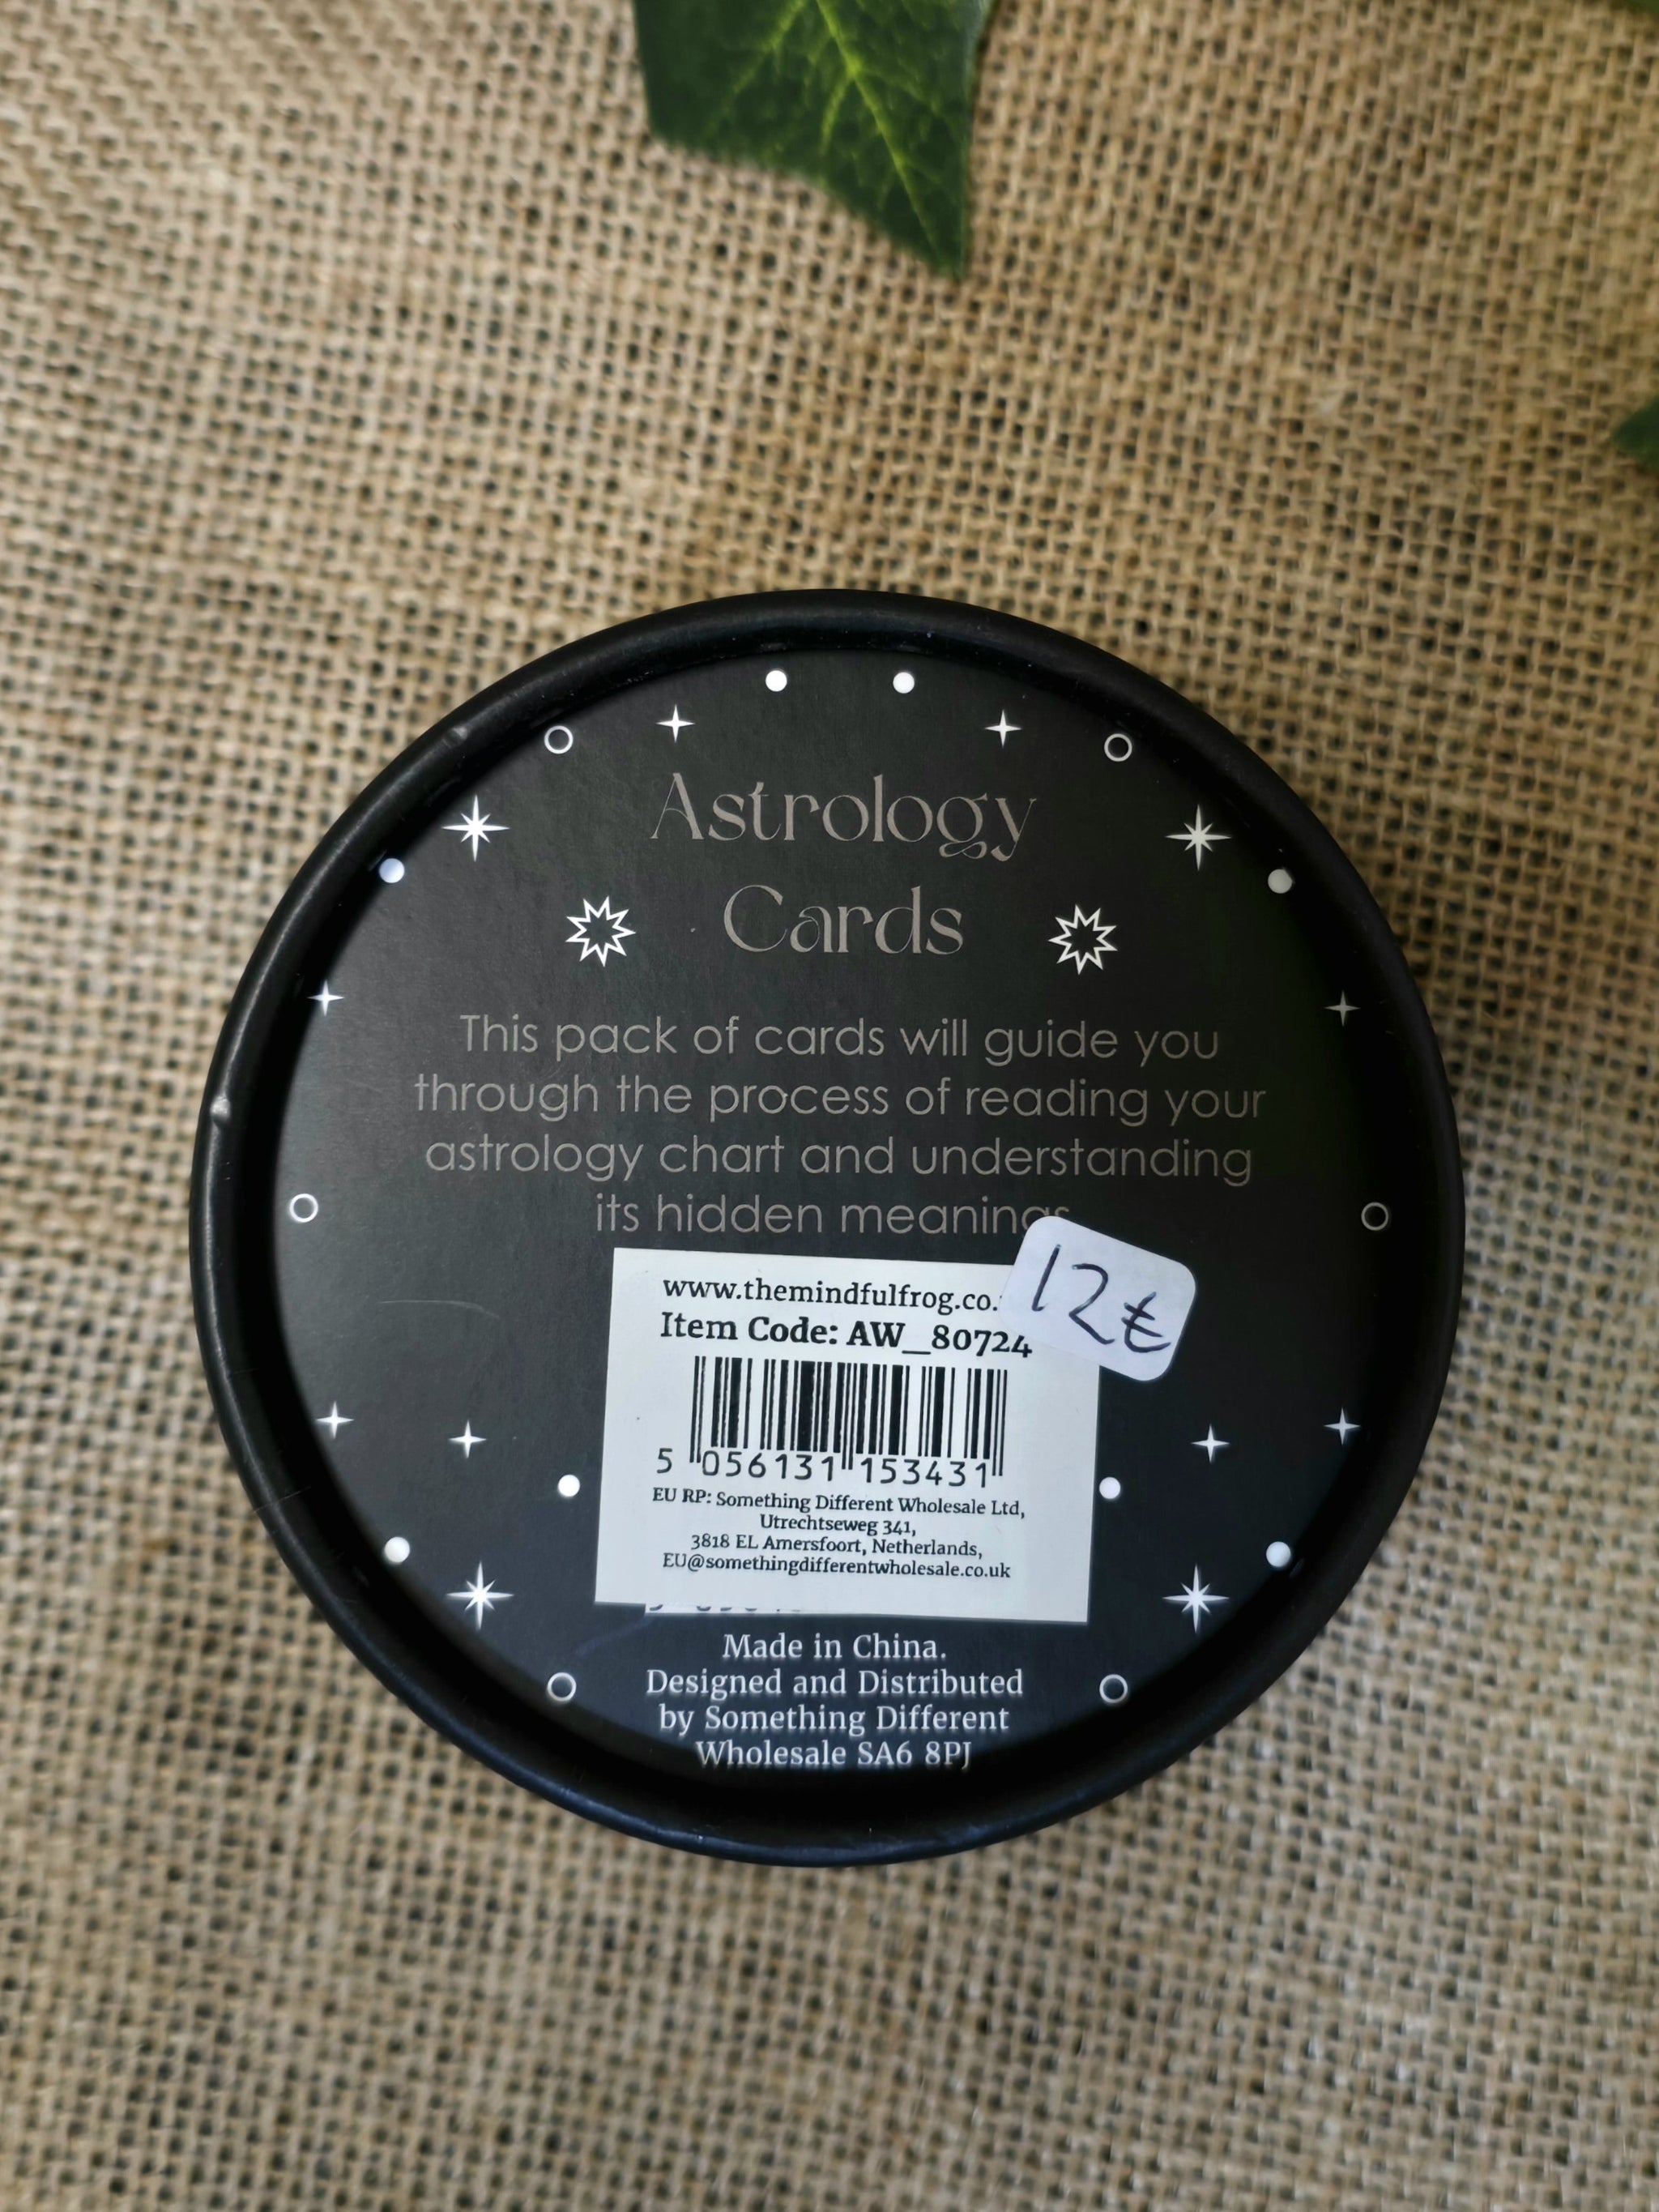 Astrology
Cards
This pack of cards will guide you
through the process of reading your
astrology chart and understanding
its hidden meanings
12€
www.themindfulfrog.co.
Item Code: AW_80724
5 056131 153431
EU RP: Something Different Wholesale Ltd,
Utrechtseweg 341,
3818 EL Amersfoort, Netherlands,
EU@somethingdifferentwholesale.co.uk
Made in China.
Designed and Distributed
by Something Different
Wholesale SA6 8PJ